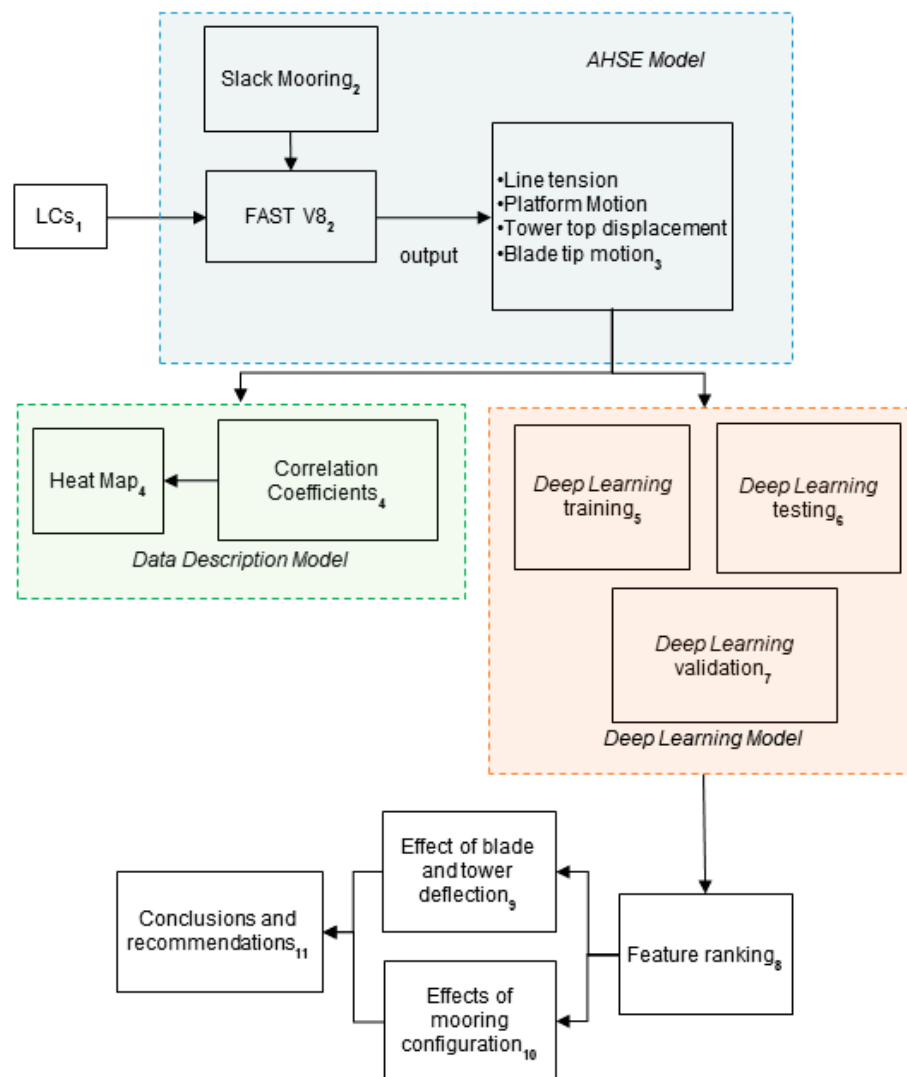 AHSE Model
Slack Mooring2
LCs1
FAST V82
output
•Line tension
•Platform Motion
•Tower top displacement
•Blade tip motion3
Heat Map4
Correlation
Coefficients4
Data Description Model
Deep Learning
training5
Deep Learning
testing6
Deep Learning
validation7
Deep Learning Model
Effect of blade
and tower
deflection9
Conclusions and
recommendations11
Feature ranking8
Effects of
mooring
configuration10